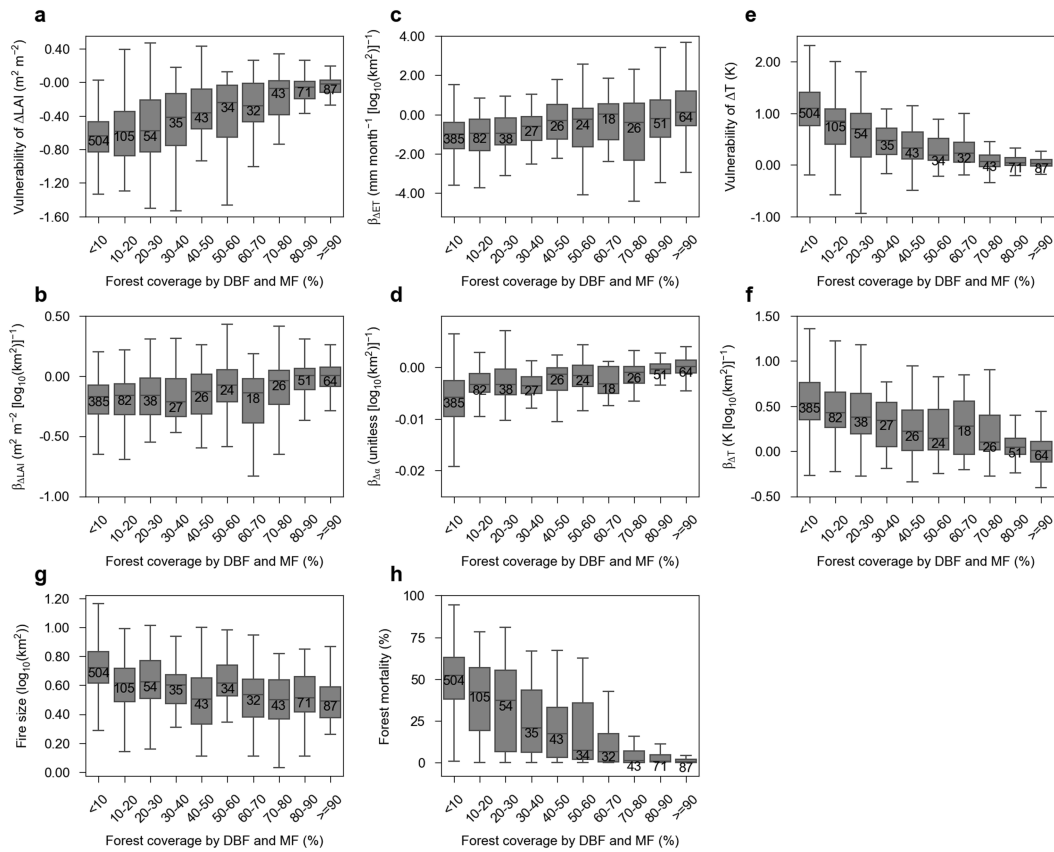 a
Vulnerability of ΔLAI (m² m⁻²)
0.40
-0.00
-0.40
-0.80
-1.20
-1.60
504 105 54 35 43 34 32 43 71 87
<10 10-20 20-30 30-40 40-50 50-60 60-70 70-80 80-90 >=90
Forest coverage by DBF and MF (%)
c
β_ΔET (mm month⁻¹ [log₁₀(km²)]⁻¹)
4.00
2.00
0.00
-2.00
-4.00
385 82 38 27 26 24 18 26 51 64
<10 10-20 20-30 30-40 40-50 50-60 60-70 70-80 80-90 >=90
Forest coverage by DBF and MF (%)
e
Vulnerability of ΔT (K)
2.00
1.00
0.00
-1.00
504 105 54 35 43 34 32 43 71 87
<10 10-20 20-30 30-40 40-50 50-60 60-70 70-80 80-90 >=90
Forest coverage by DBF and MF (%)
b
β_ΔLAI (m² m⁻² [log₁₀(km²)]⁻¹)
0.50
0.00
-0.50
-1.00
385 82 38 27 26 24 18 26 51 64
<10 10-20 20-30 30-40 40-50 50-60 60-70 70-80 80-90 >=90
Forest coverage by DBF and MF (%)
d
β_Δα (unitless [log₁₀(km²)]⁻¹)
0.00
-0.01
-0.02
385 82 38 27 26 24 18 26 51 64
<10 10-20 20-30 30-40 40-50 50-60 60-70 70-80 80-90 >=90
Forest coverage by DBF and MF (%)
f
β_ΔT (K [log₁₀(km²)]⁻¹)
1.50
1.00
0.50
0.00
-0.50
385 82 38 27 26 24 18 26 51 64
<10 10-20 20-30 30-40 40-50 50-60 60-70 70-80 80-90 >=90
Forest coverage by DBF and MF (%)
g
Fire size (log₁₀(km²))
1.20
1.00
0.80
0.60
0.40
0.20
0.00
504 105 54 35 43 34 32 43 71 87
<10 10-20 20-30 30-40 40-50 50-60 60-70 70-80 80-90 >=90
Forest coverage by DBF and MF (%)
h
Forest mortality (%)
100
75
50
25
0
504 105 54 35 43 34 32 43 71 87
<10 10-20 20-30 30-40 40-50 50-60 60-70 70-80 80-90 >=90
Forest coverage by DBF and MF (%)